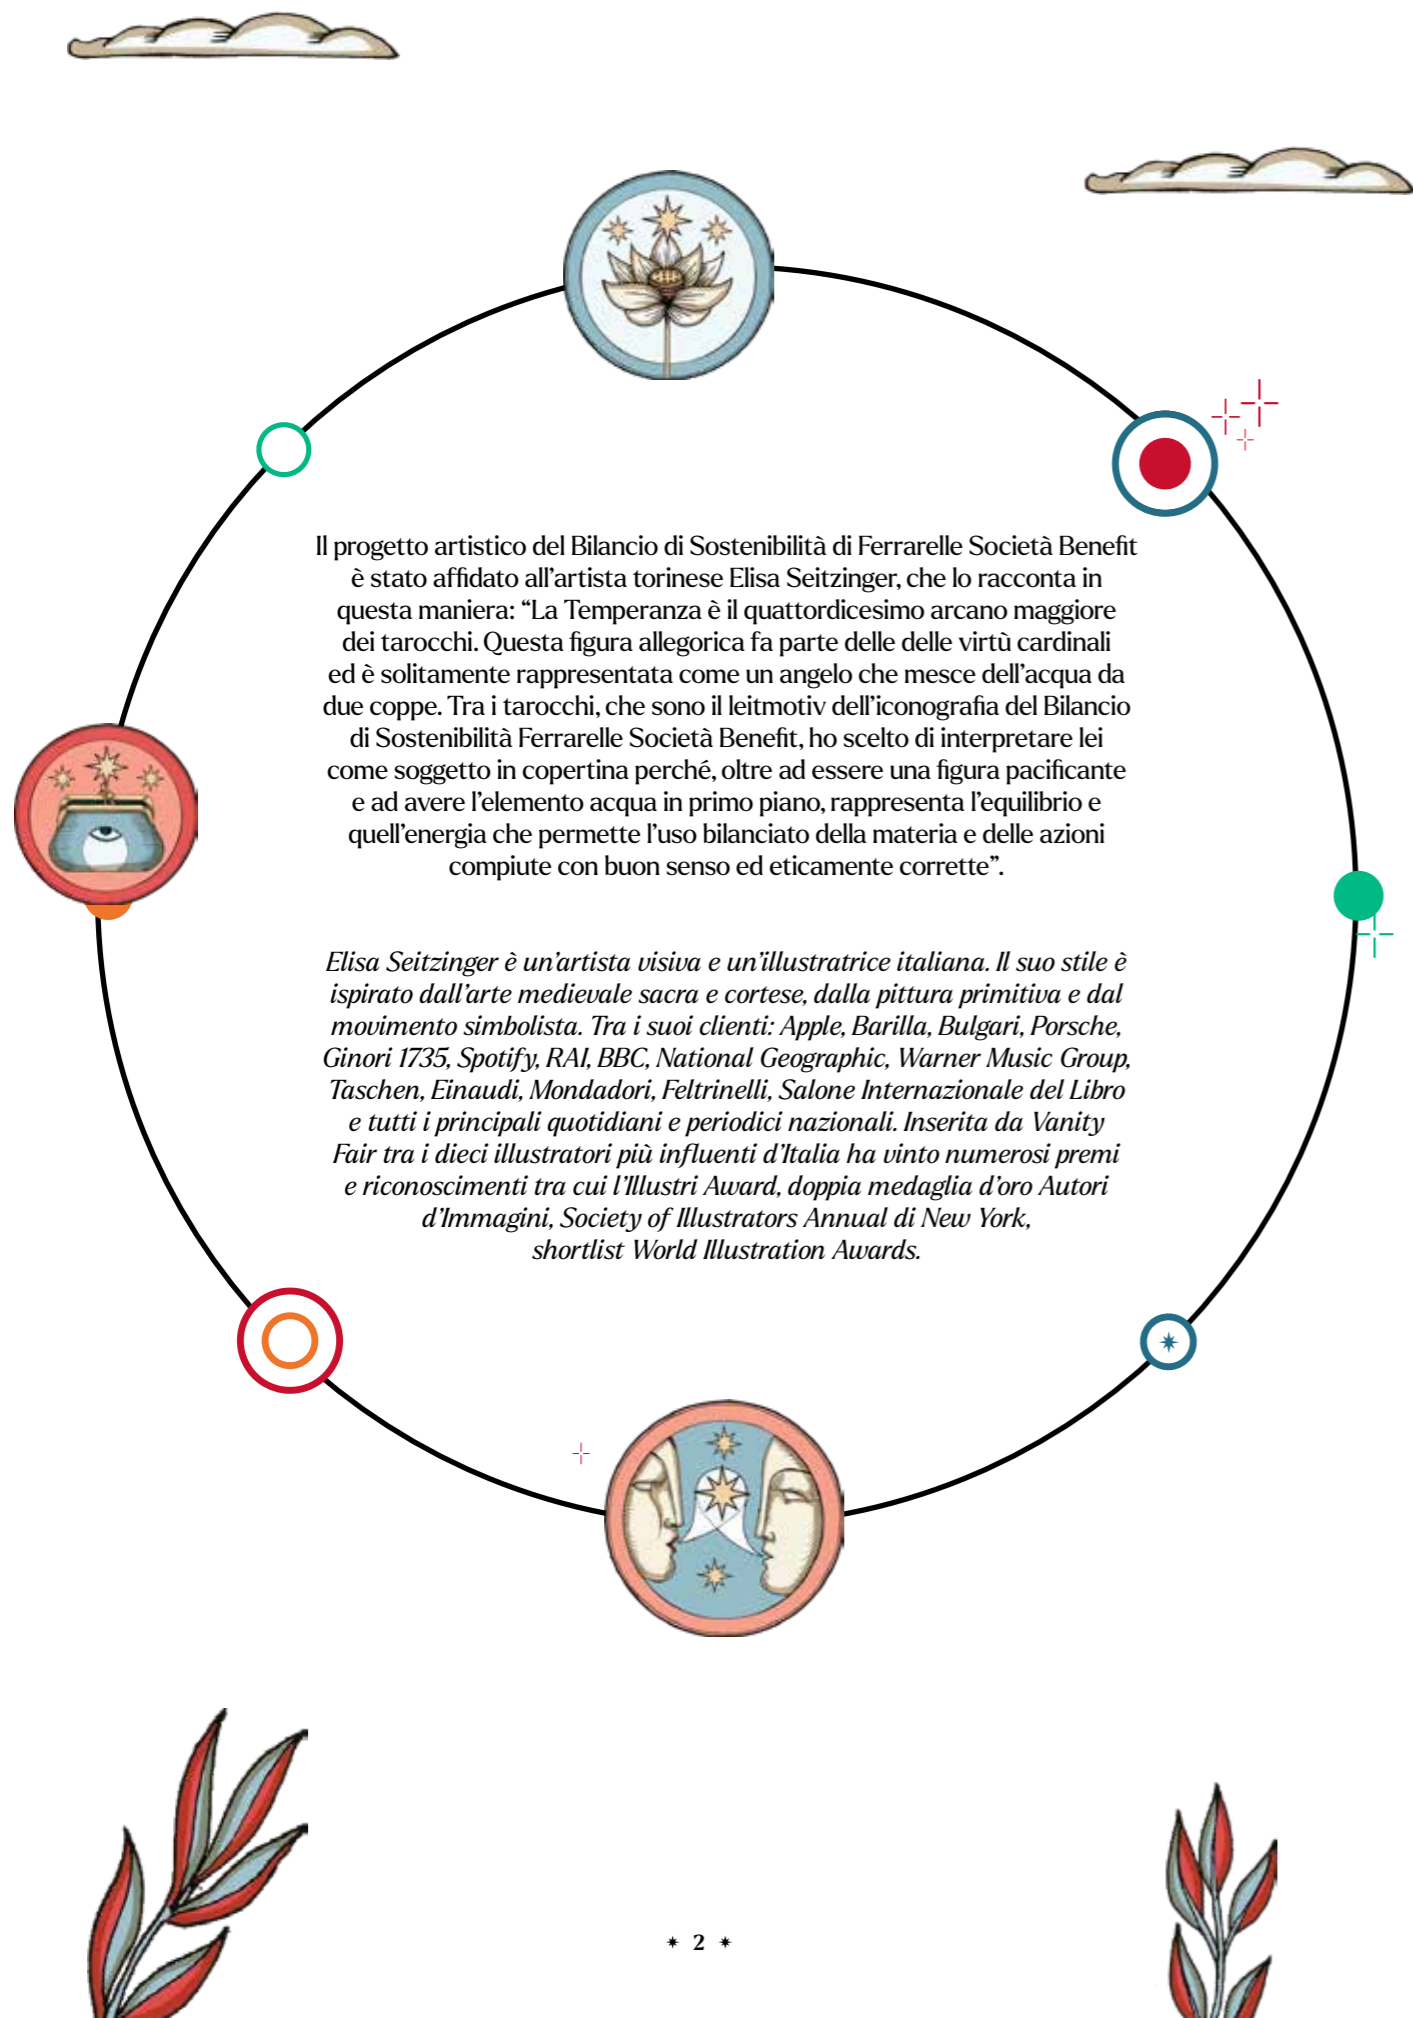 Il progetto artistico del Bilancio di Sostenibilità di Ferrarelle Società Benefit
è stato affidato all’artista torinese Elisa Seitzinger, che lo racconta in
questa maniera: “La Temperanza è il quattordicesimo arcano maggiore
dei tarocchi. Questa figura allegorica fa parte delle delle virtù cardinali
ed è solitamente rappresentata come un angelo che mesce dell’acqua da
due coppe. Tra i tarocchi, che sono il leitmotiv dell’iconografia del Bilancio
di Sostenibilità Ferrarelle Società Benefit, ho scelto di interpretare lei
come soggetto in copertina perché, oltre ad essere una figura pacificante
e ad avere l’elemento acqua in primo piano, rappresenta l’equilibrio e
quell’energia che permette l’uso bilanciato della materia e delle azioni
compiute con buon senso ed eticamente corrette”.
Elisa Seitzinger è un’artista visiva e un’illustratrice italiana. Il suo stile è
ispirato dall’arte medievale sacra e cortese, dalla pittura primitiva e dal
movimento simbolista. Tra i suoi clienti: Apple, Barilla, Bulgari, Porsche,
Ginori 1735, Spotify, RAI, BBC, National Geographic, Warner Music Group,
Taschen, Einaudi, Mondadori, Feltrinelli, Salone Internazionale del Libro
e tutti i principali quotidiani e periodici nazionali. Inserita da Vanity
Fair tra i dieci illustratori più influenti d’Italia ha vinto numerosi premi
e riconoscimenti tra cui l’Illustri Award, doppia medaglia d’oro Autori
d’Immagini, Society of Illustrators Annual di New York,
shortlist World Illustration Awards.
✷ 2 ✷